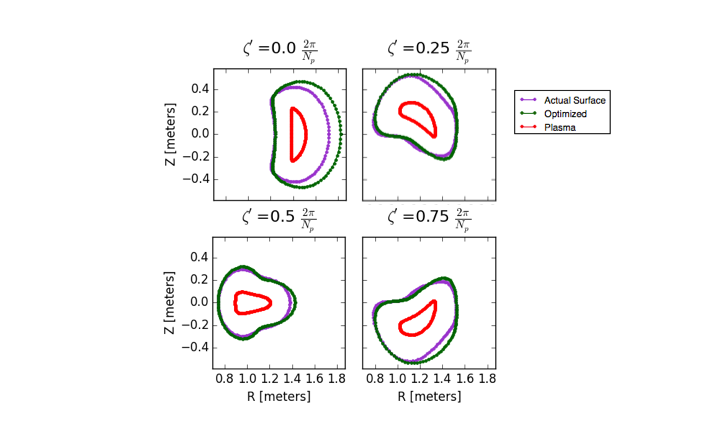 ζ′ =0.0 2π/N_p
ζ′ =0.25 2π/N_p
Actual Surface
Optimized
Plasma
Z [meters]
0.4
0.2
0.0
−0.2
−0.4
ζ′ =0.5 2π/N_p
ζ′ =0.75 2π/N_p
Z [meters]
0.4
0.2
0.0
−0.2
−0.4
0.8 1.0 1.2 1.4 1.6 1.8
0.8 1.0 1.2 1.4 1.6 1.8
R [meters]
R [meters]